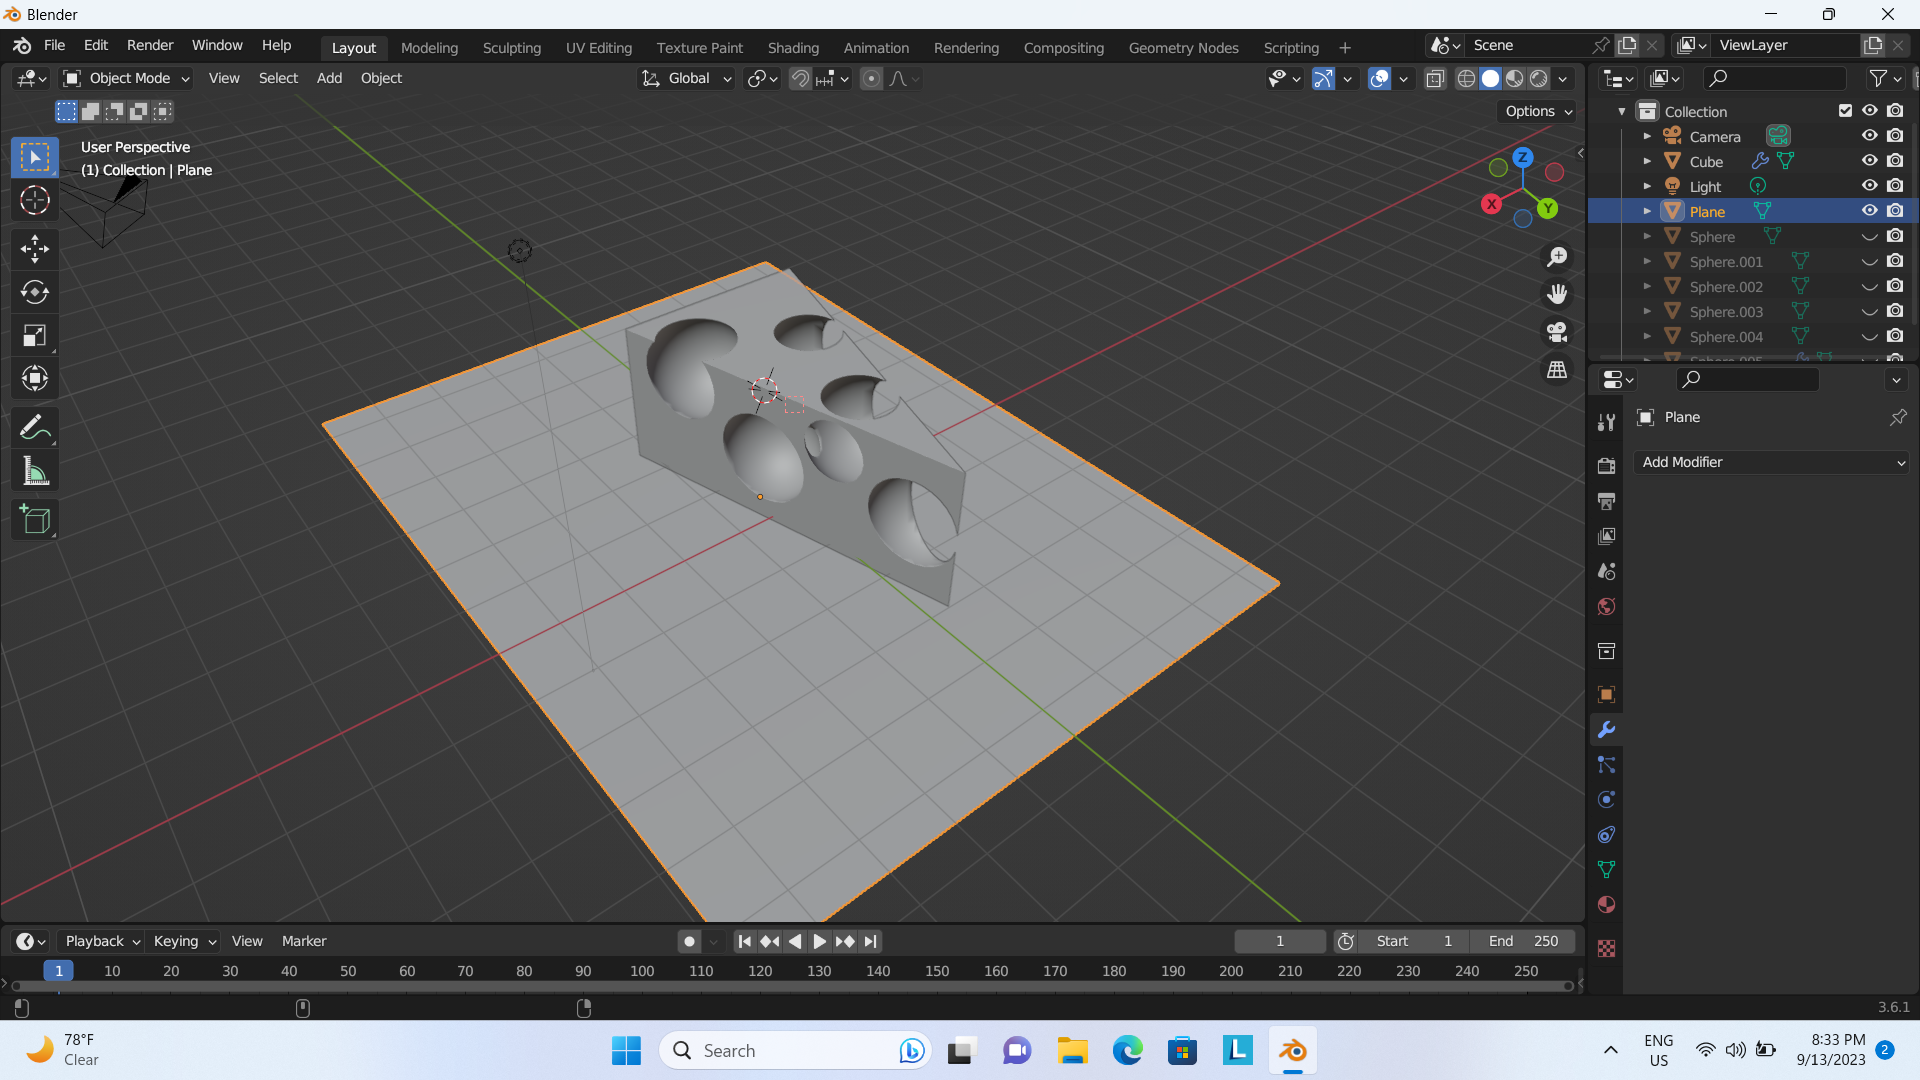 Blender
File Edit Render Window Help Layout Modeling Sculpting UV Editing Texture Paint Shading Animation Rendering Compositing Geometry Nodes Scripting + Scene ViewLayer
Object Mode View Select Add Object Global
Options
User Perspective
(1) Collection | Plane
Z
X
Y
Collection
Camera
Cube
Light
Plane
Sphere
Sphere.001
Sphere.002
Sphere.003
Sphere.004
Sphere.005
Plane
Add Modifier
Playback Keying View Marker 1 Start 1 End 250
1 10 20 30 40 50 60 70 80 90 100 110 120 130 140 150 160 170 180 190 200 210 220 230 240 250
3.6.1
78°F
Clear
Search
ENG
US
8:33 PM
9/13/2023
2